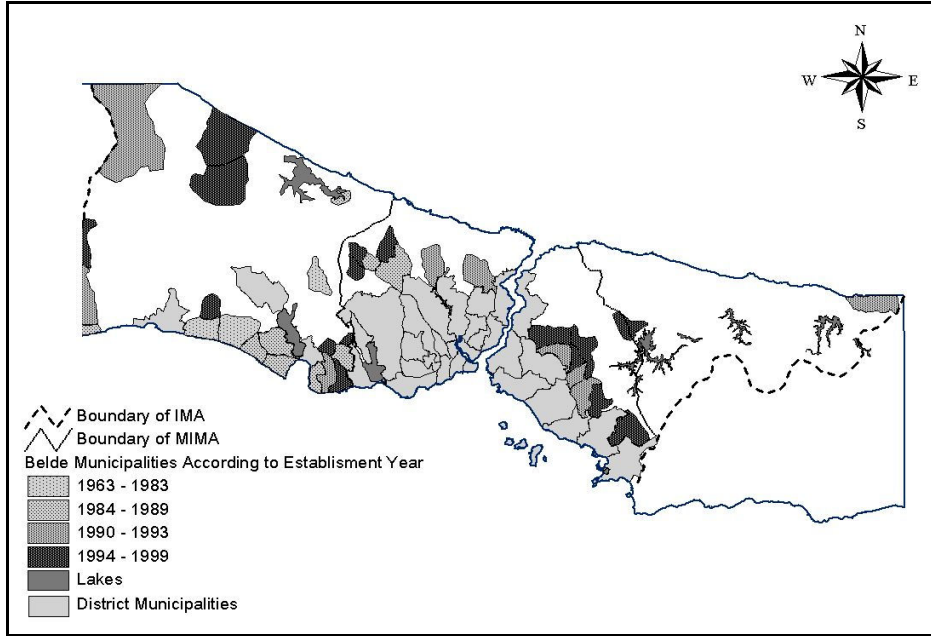 N
W E
S
Boundary of IMA
Boundary of MIMA
Belde Municipalities According to Establisment Year
1963 - 1983
1984 - 1989
1990 - 1993
1994 - 1999
Lakes
District Municipalities